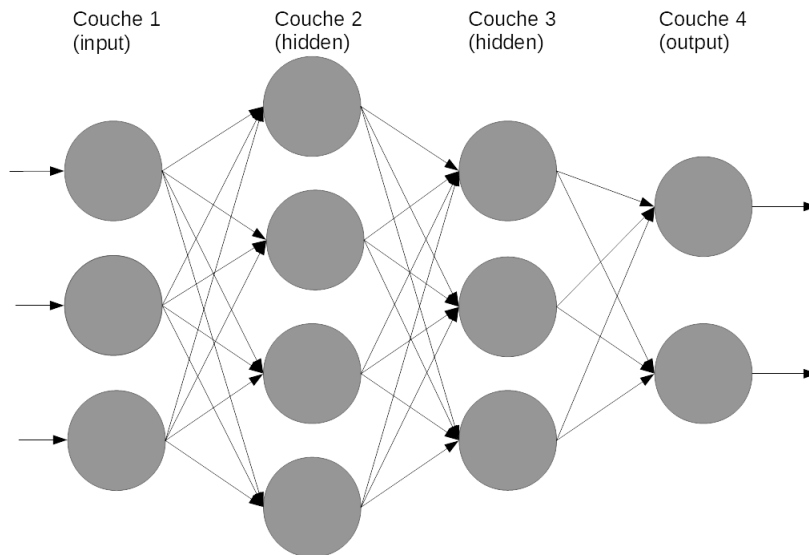 Couche 1
(input)
Couche 2
(hidden)
Couche 3
(hidden)
Couche 4
(output)